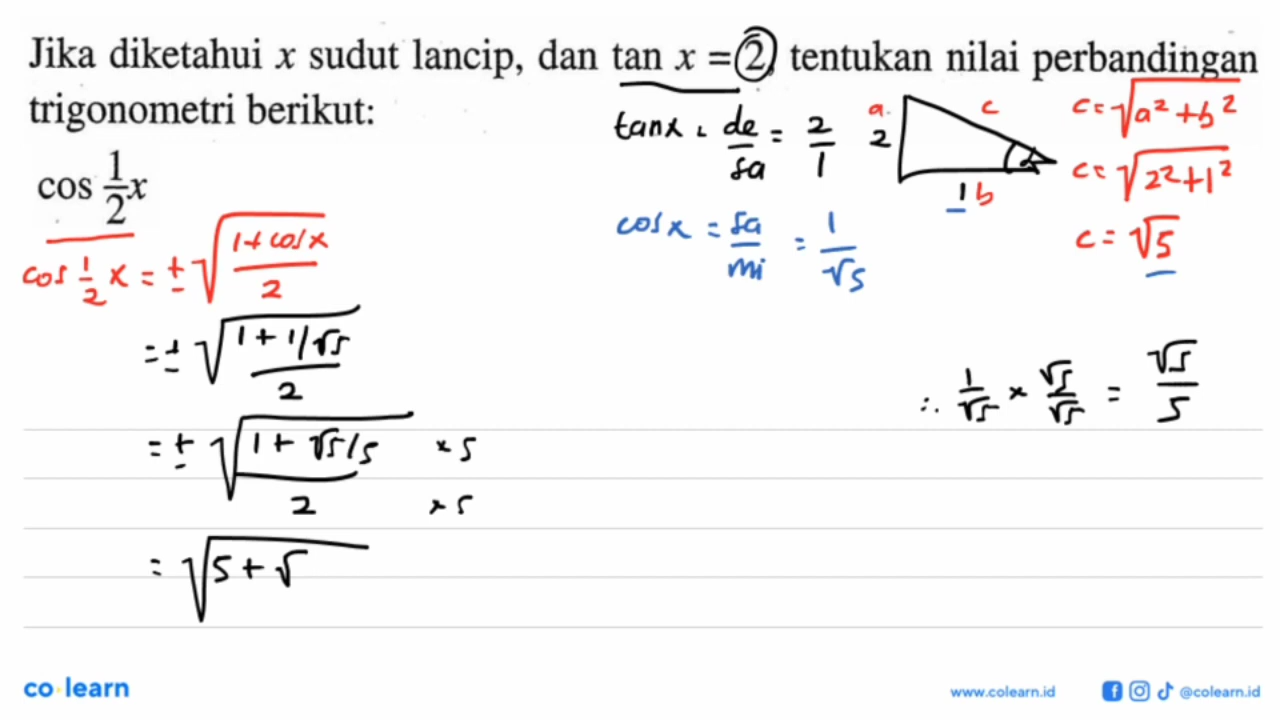 Jika diketahui x sudut lancip, dan tan x = 2, tentukan nilai perbandingan
trigonometri berikut:
cos 1/2 x
tan x = de/sa = 2/1
a
2
c
1 b
c = √(a² + b²)
c = √(2² + 1²)
c = √5
cos x = sa/mi = 1/√5
cos 1/2 x = ± √((1 + cos x)/2)
= ± √((1 + 1/√5)/2)
= ± √((1 + √5/5)/2) × 5 × 5
= √(5 + √
∴ 1/√5 × √5/√5 = √5/5
co·learn
www.colearn.id
@colearn.id